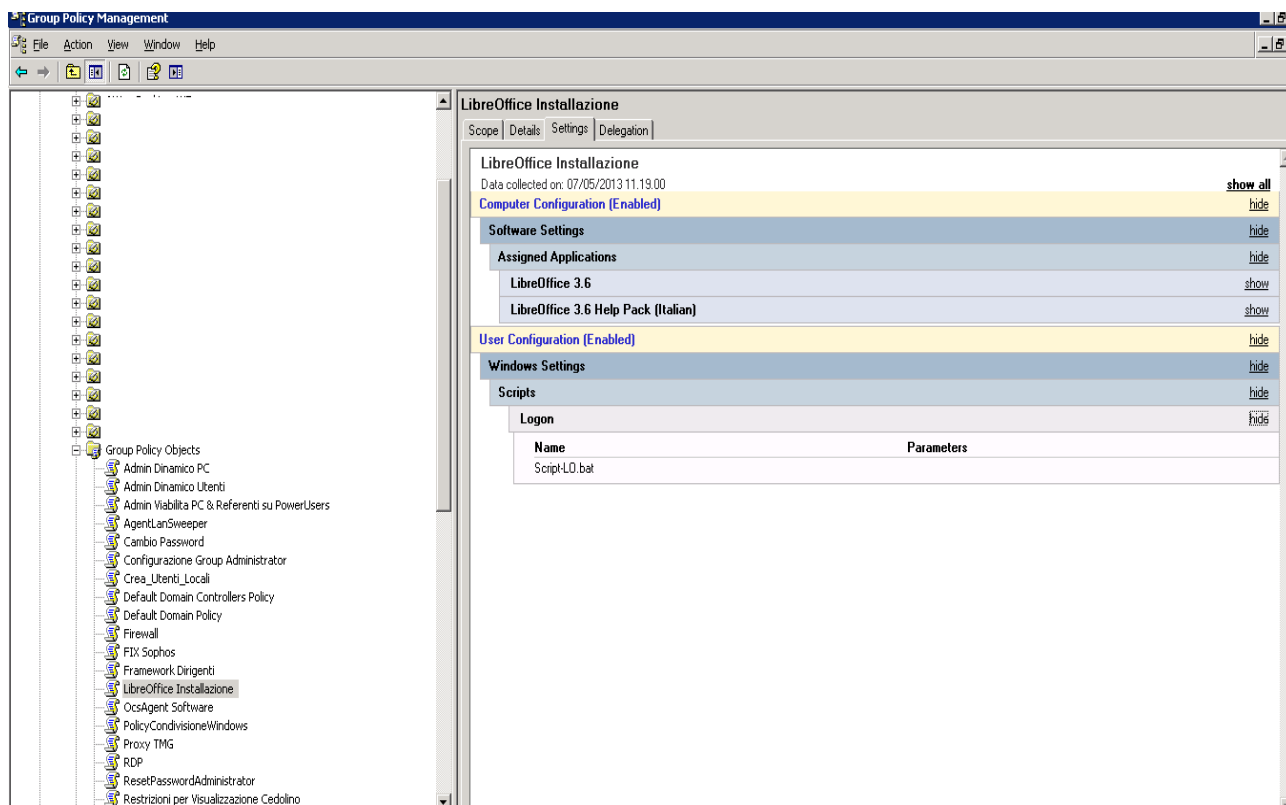 Group Policy Management
File Action View Window Help
LibreOffice Installazione
Scope Details Settings Delegation
LibreOffice Installazione
Data collected on: 07/05/2013 11.19.00 show all
Computer Configuration (Enabled) hide
Software Settings hide
Assigned Applications hide
LibreOffice 3.6 show
LibreOffice 3.6 Help Pack (Italian) show
User Configuration (Enabled) hide
Windows Settings hide
Scripts hide
Logon hide
Name Parameters
Script-LO.bat
Group Policy Objects
Admin Dinamico PC
Admin Dinamico Utenti
Admin Viabilita PC & Referenti su PowerUsers
AgentLanSweeper
Cambio Password
Configurazione Group Administrator
Crea_Utenti_Locali
Default Domain Controllers Policy
Default Domain Policy
Firewall
FIX Sophos
Framework Dirigenti
LibreOffice Installazione
OcsAgent Software
PolicyCondivisioneWindows
Proxy TMG
RDP
ResetPasswordAdministrator
Restrizioni per Visualizzazione Cedolino